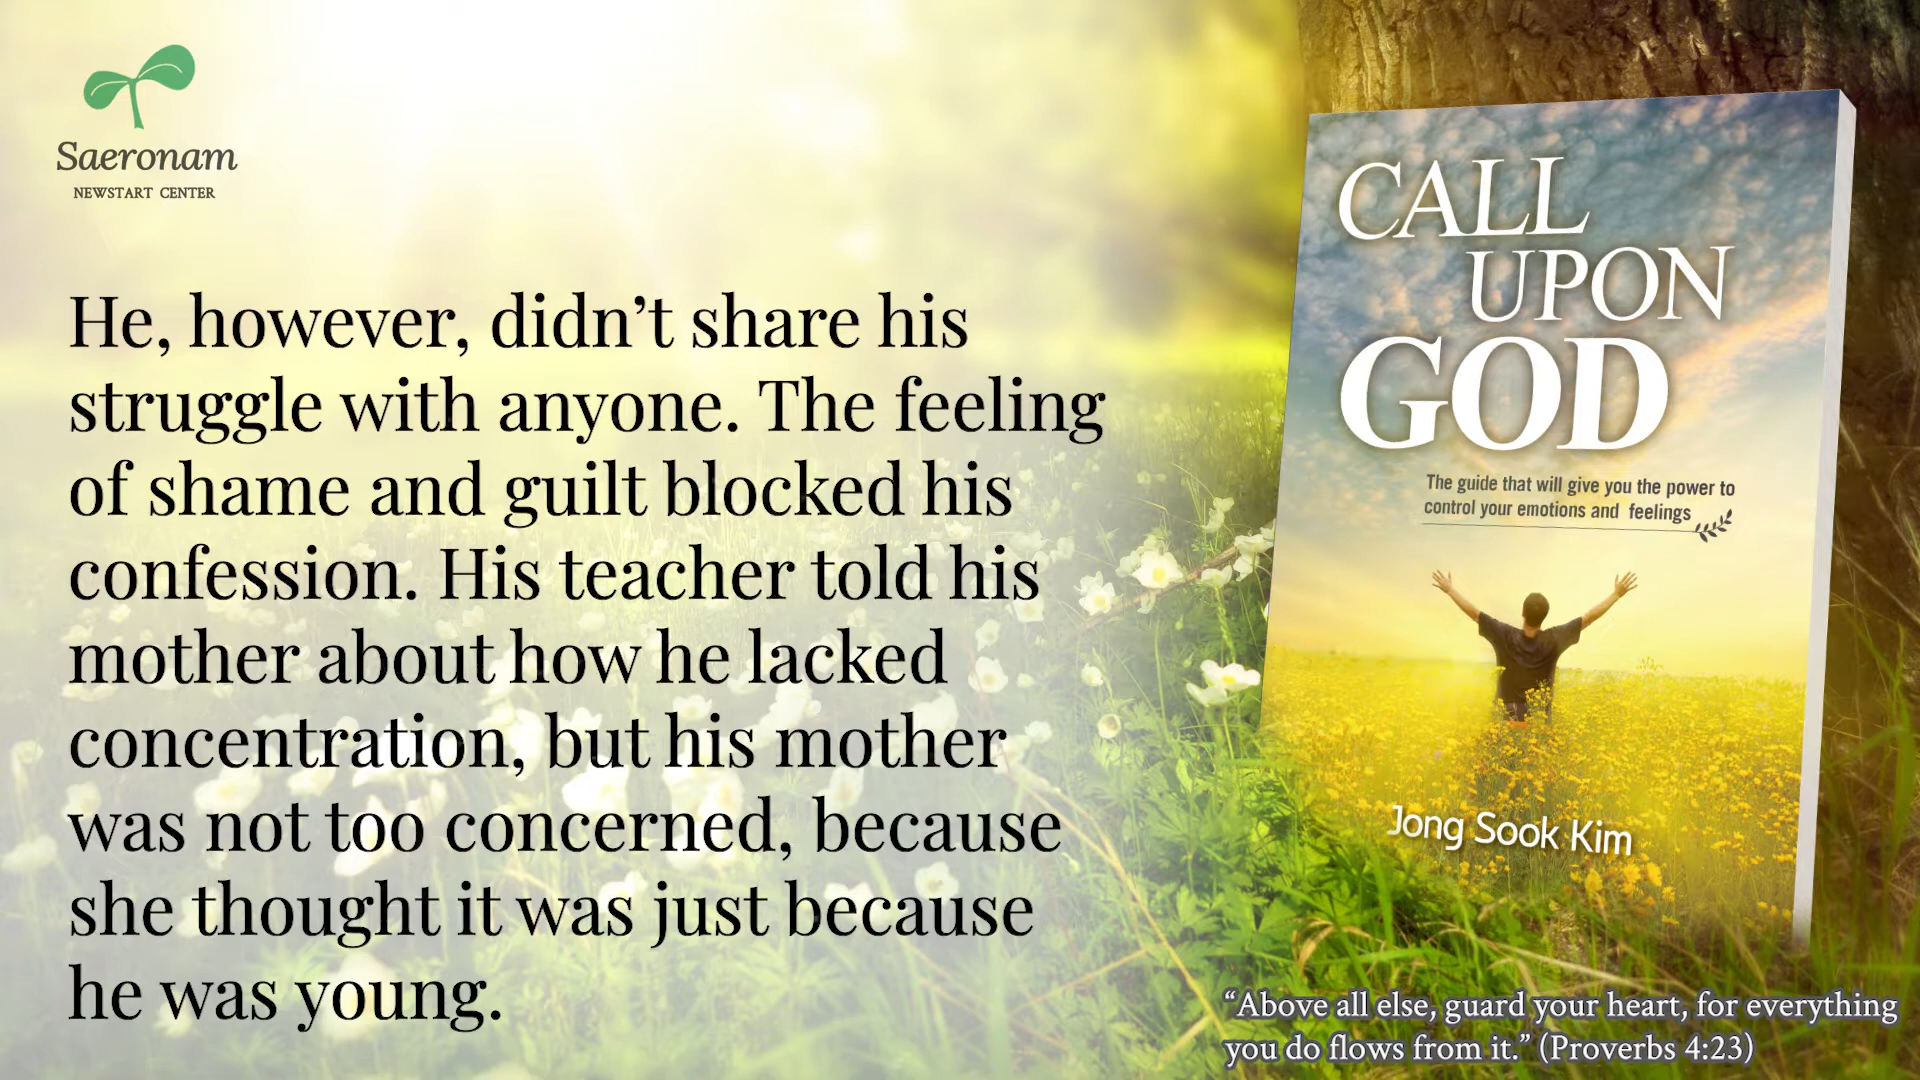 Saeronam
NEWSTART CENTER
He, however, didn’t share his
struggle with anyone. The feeling
of shame and guilt blocked his
confession. His teacher told his
mother about how he lacked
concentration, but his mother
was not too concerned, because
she thought it was just because
he was young.
CALL
UPON
GOD
The guide that will give you the power to
control your emotions and feelings
Jong Sook Kim
“Above all else, guard your heart, for everything
you do flows from it.” (Proverbs 4:23)